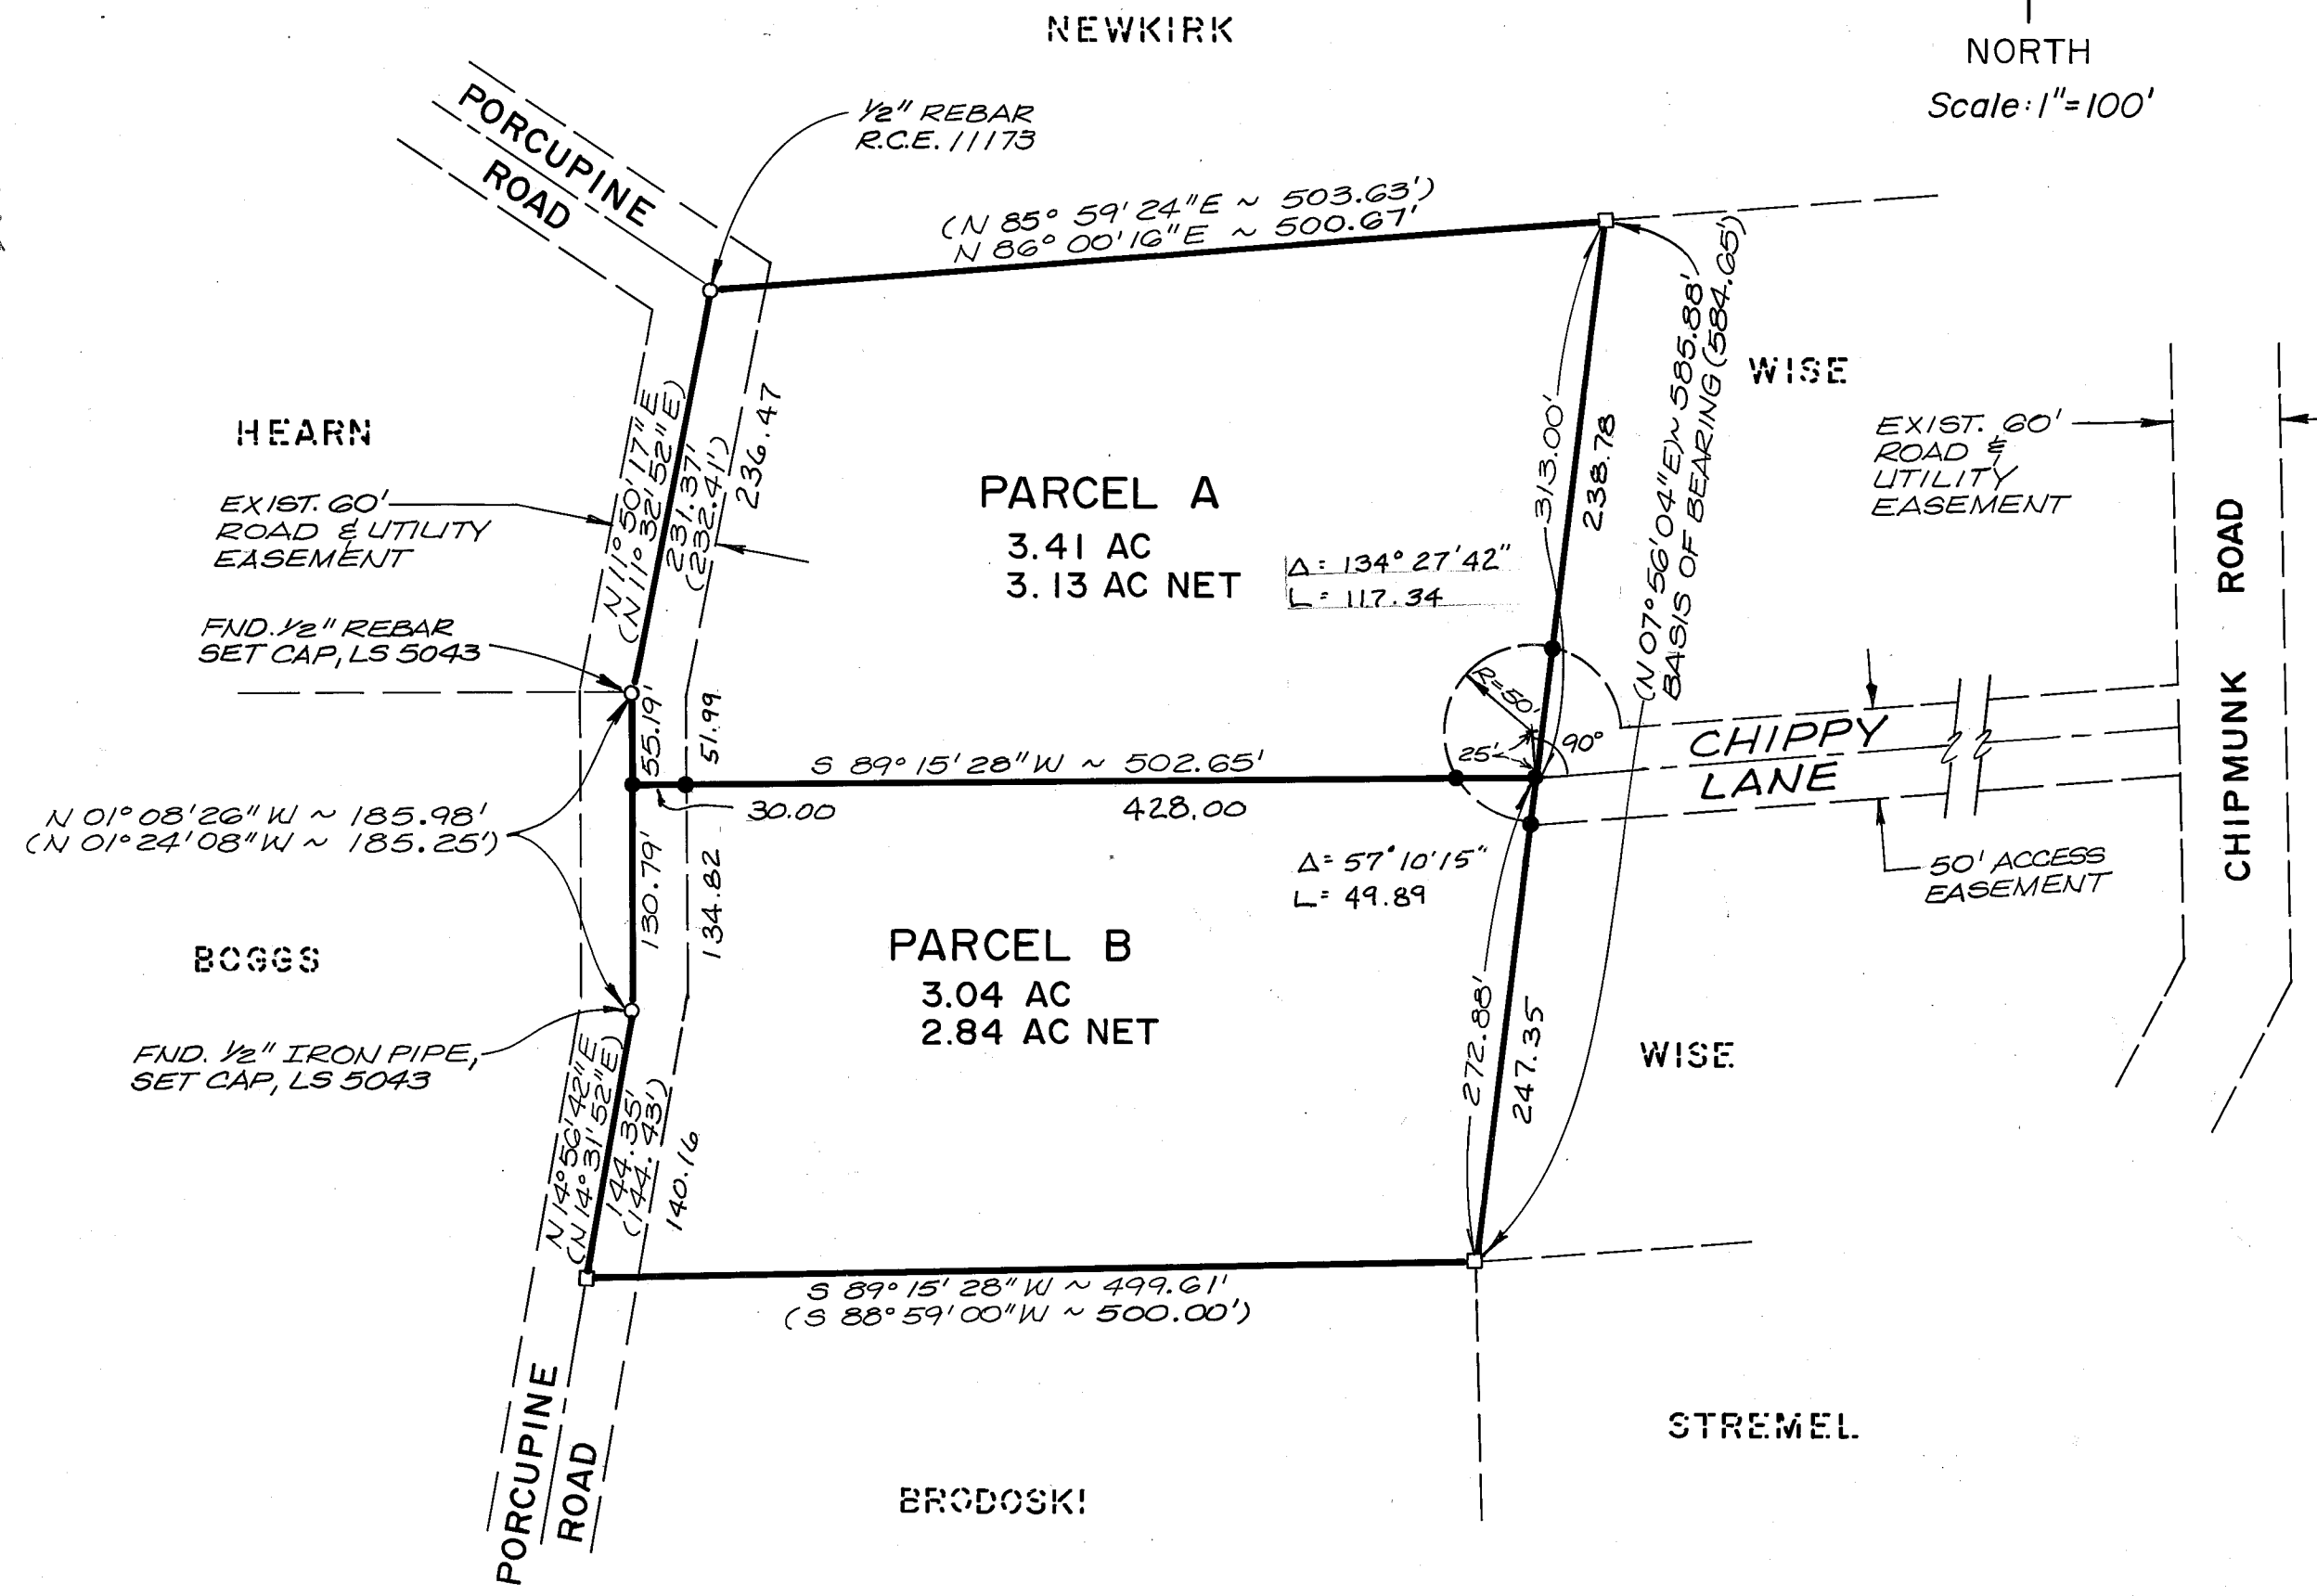 NEWKIRK
NORTH
Scale: 1"=100'
PORCUPINE
ROAD
1/2" REBAR
R.C.E. 11173
(N 85° 59' 24"E ~ 503.63')
N 86° 00'16"E ~ 500.67'
HEARN
EXIST. 60'
ROAD & UTILITY
EASEMENT
N 11° 50' 17" E
(N 11° 32' 52" E)
231.37'
(232.41')
236.47
PARCEL A
3.41 AC
3.13 AC NET
Δ= 134° 27' 42"
L= 117.34
313.00'
238.78
(N 07° 56' 04" E) ~ 585.88'
BASIS OF BEARING (584.65')
WISE
EXIST. 60'
ROAD &
UTILITY
EASEMENT
CHIPMUNK ROAD
FND. 1/2" REBAR
SET CAP, LS 5043
55.19'
51.99
R=50'
25'
90°
CHIPPY
LANE
S 89° 15' 28" W ~ 502.65'
30.00
428.00
N 01° 08' 26" W ~ 185.98'
(N 01° 24' 08" W ~ 185.25')
130.79'
134.82
Δ= 57° 10' 15"
L= 49.89
50' ACCESS
EASEMENT
BOGGS
PARCEL B
3.04 AC
2.84 AC NET
272.88'
247.35
WISE
FND. 1/2" IRON PIPE,
SET CAP, LS 5043
N 14° 56' 42" E
(N 14° 31' 52" E)
144.35'
(144.43')
140.16
S 89° 15' 28" W ~ 499.61'
(S 88° 59' 00" W ~ 500.00')
PORCUPINE
ROAD
BRODOSKI
STREMEL